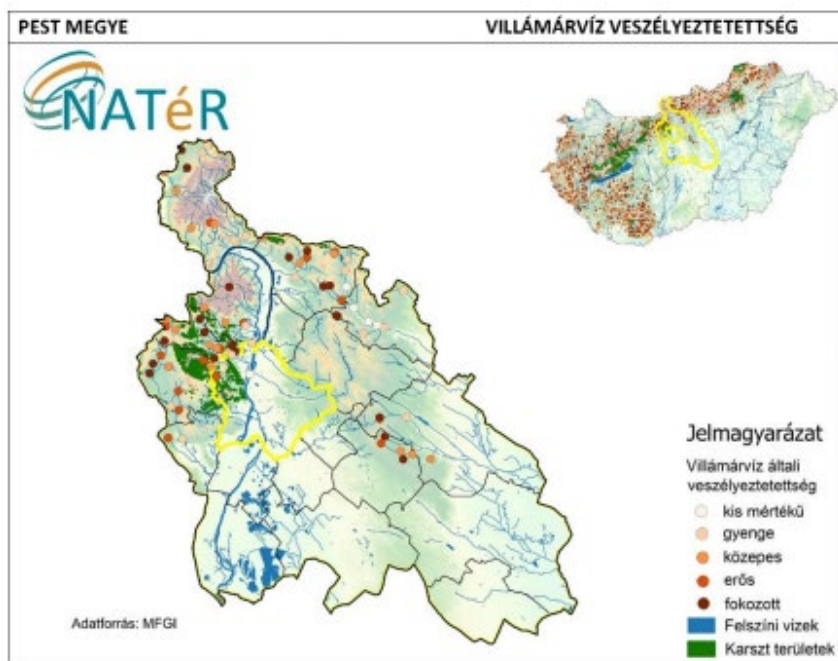 PEST MEGYE
VILLÁMÁRVÍZ VESZÉLYEZTETETTSÉG
NATéR
Jelmagyarázat
Villámárvíz általi
veszélyeztetettség
kis mértékű
gyenge
közepes
erős
fokozott
Felszíni vizek
Karszt területek
Adatforrás: MFGI